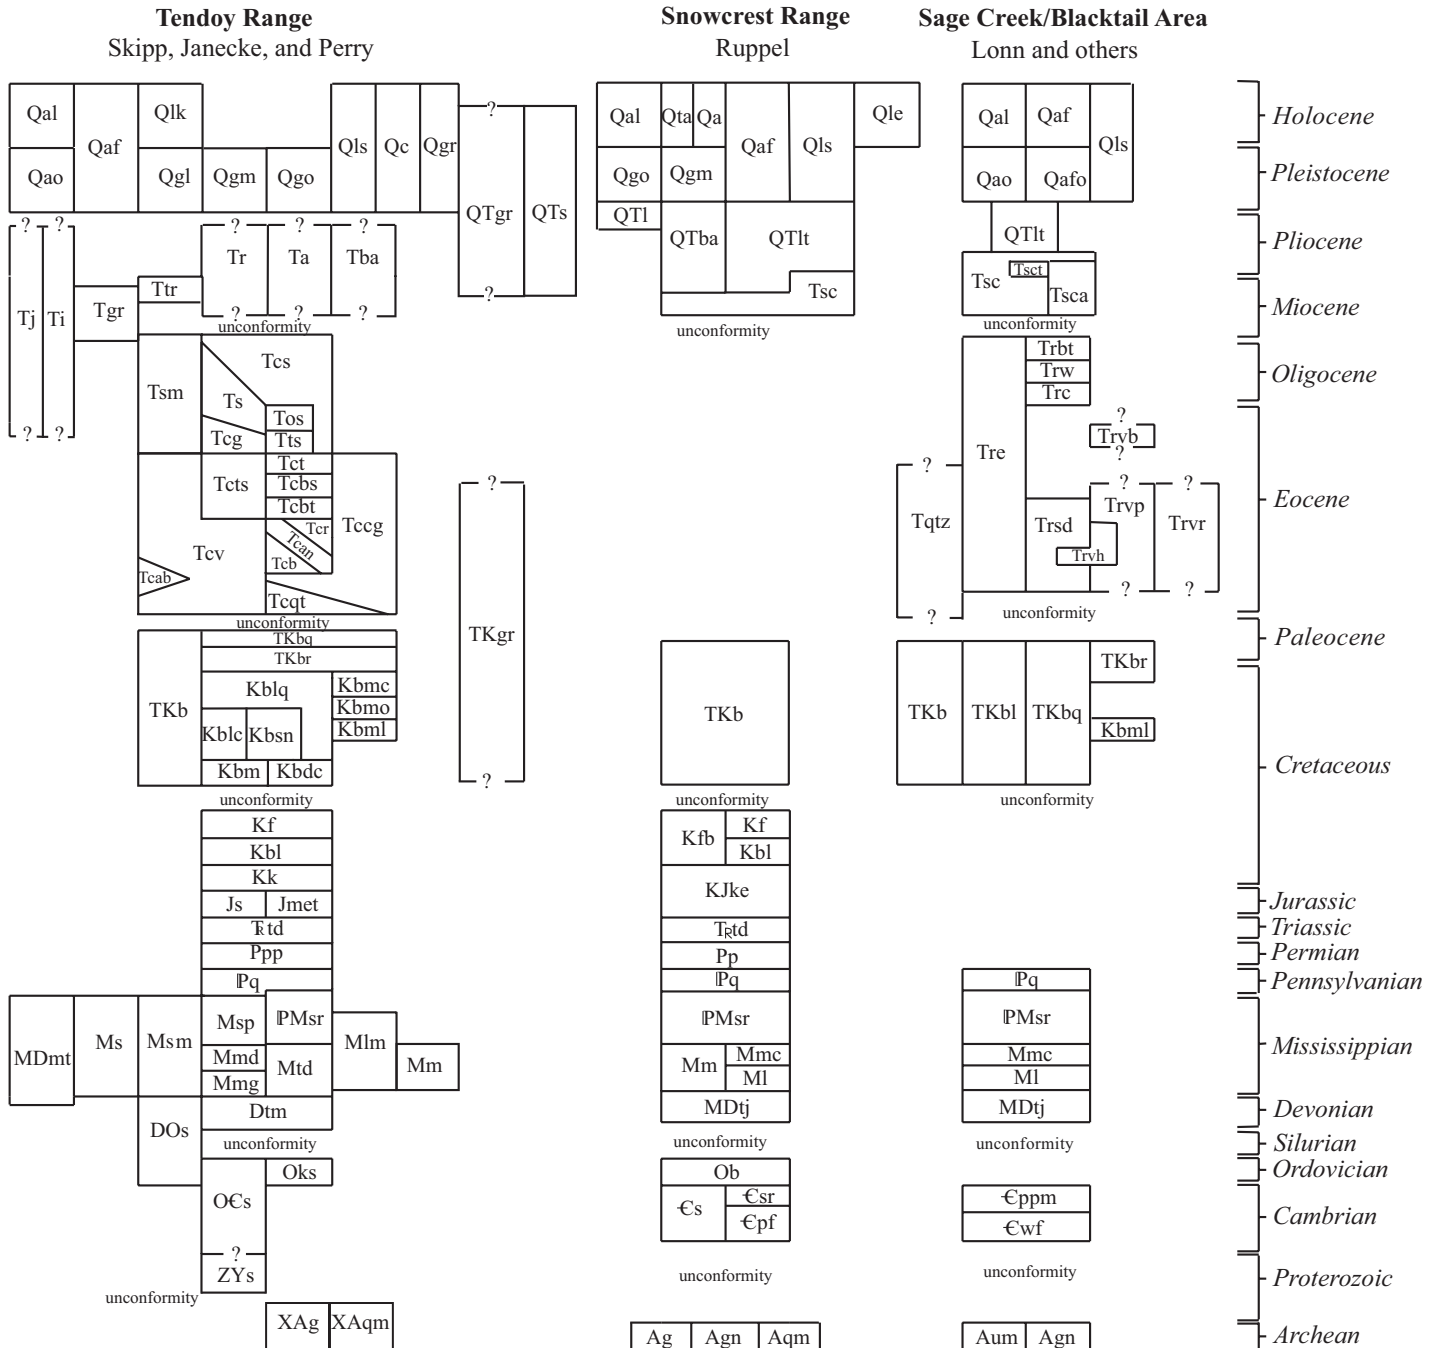 Tendoy Range
Skipp, Janecke, and Perry
Snowcrest Range
Ruppel
Sage Creek/Blacktail Area
Lonn and others
Qal
Qaf
Qlk
Qao
Qgl
Qgm
Qgo
Qls
Qc
Qgr
?
QTgr
?
QTs
? ?
Tj
Ti
? ?
Tgr
Ttr
? ? ?
Tr
Ta
Tba
? ? ?
unconformity
Tsm
Tcs
Ts
Tcg
Tos
Tts
Tcts
Tct
Tcbs
Tcbt
Tccg
Tcv
Tcr
Tcan
Tcb
Tcab
Tcqt
unconformity
?
TKgr
?
TKb
TKbq
TKbr
Kblq
Kbmc
Kbmo
Kbml
Kblc
Kbsn
Kbm
Kbdc
unconformity
Kf
Kbl
Kk
Js
Jmet
TRtd
Ppp
ℙq
MDmt
Ms
Msm
Msp
ℙMsr
Mmd
Mmg
Mtd
Mlm
Mm
DOs
Dtm
unconformity
Oks
O€s
?
ZYs
unconformity
XAg
XAqm
Qal
Qta
Qa
Qaf
Qls
Qle
Qgo
Qgm
QTl
QTba
QTlt
Tsc
unconformity
TKb
unconformity
Kfb
Kf
Kbl
KJke
TRtd
Pp
ℙq
ℙMsr
Mm
Mmc
Ml
MDtj
unconformity
Ob
€s
€sr
€pf
unconformity
Ag
Agn
Aqm
Qal
Qaf
Qls
Qao
Qafo
QTlt
Tsc
Tsct
Tsca
unconformity
Tre
Trbt
Trw
Trc
?
Trvb
?
?
Tqtz
?
Trsd
?
Trvp
?
Trvh
?
Trvr
?
unconformity
TKb
TKbl
TKbq
TKbr
Kbml
unconformity
ℙq
ℙMsr
Mmc
Ml
MDtj
unconformity
€ppm
€wf
unconformity
Aum
Agn
Holocene
Pleistocene
Pliocene
Miocene
Oligocene
Eocene
Paleocene
Cretaceous
Jurassic
Triassic
Permian
Pennsylvanian
Mississippian
Devonian
Silurian
Ordovician
Cambrian
Proterozoic
Archean